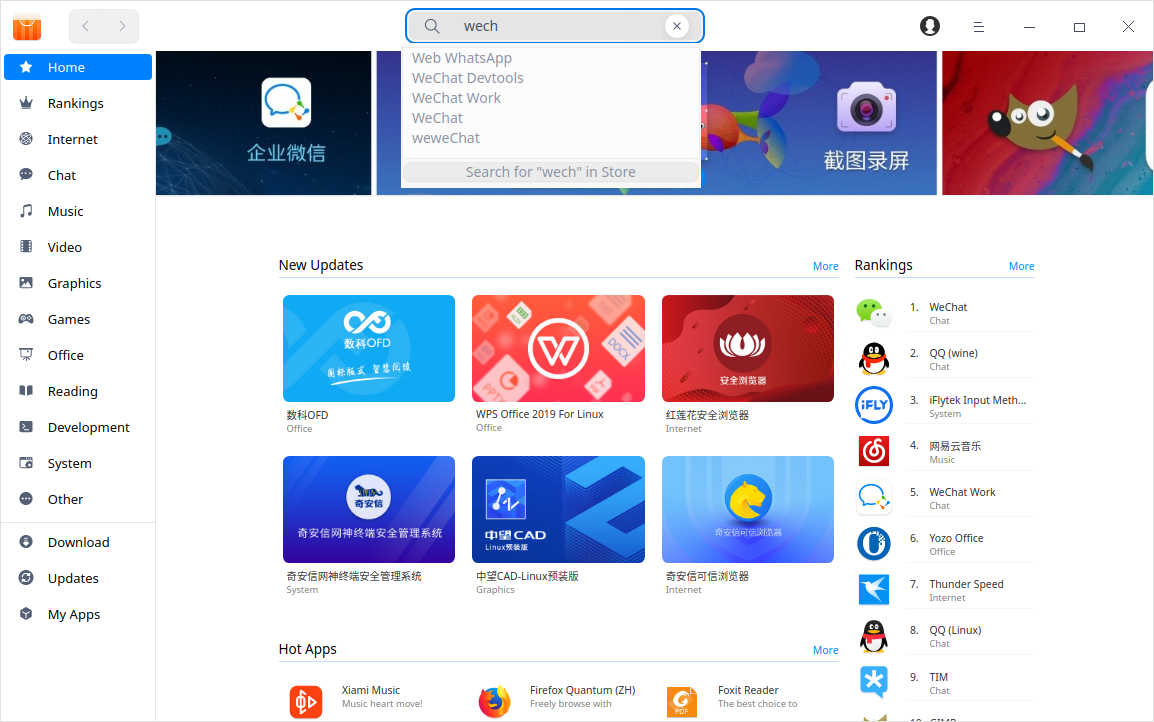 wech
Web WhatsApp
WeChat Devtools
WeChat Work
WeChat
weweChat
Search for "wech" in Store
Home
Rankings
Internet
Chat
Music
Video
Graphics
Games
Office
Reading
Development
System
Other
Download
Updates
My Apps
企业微信
截图录屏
New Updates
More
数科OFD
国标版式 智慧阅读
数科OFD
Office
XLSX
TXT
DOCX
PPTX
WPS Office 2019 For Linux
Office
安全浏览器
红莲花安全浏览器
Internet
奇安信
奇安信网神终端安全管理系统
奇安信网神终端安全管理系统
System
中望CAD
Linux预装版
中望CAD-Linux预装版
Graphics
奇安信可信浏览器
奇安信可信浏览器
Internet
Hot Apps
More
Xiami Music
Music heart move!
Firefox Quantum (ZH)
Freely browse with
PDF
Foxit Reader
The best choice to
Rankings
More
1. WeChat
Chat
2. QQ (wine)
Chat
iFLY
3. iFlytek Input Meth...
System
4. 网易云音乐
Music
5. WeChat Work
Chat
6. Yozo Office
Office
7. Thunder Speed
Internet
8. QQ (Linux)
Chat
9. TIM
Chat
10. GIMP